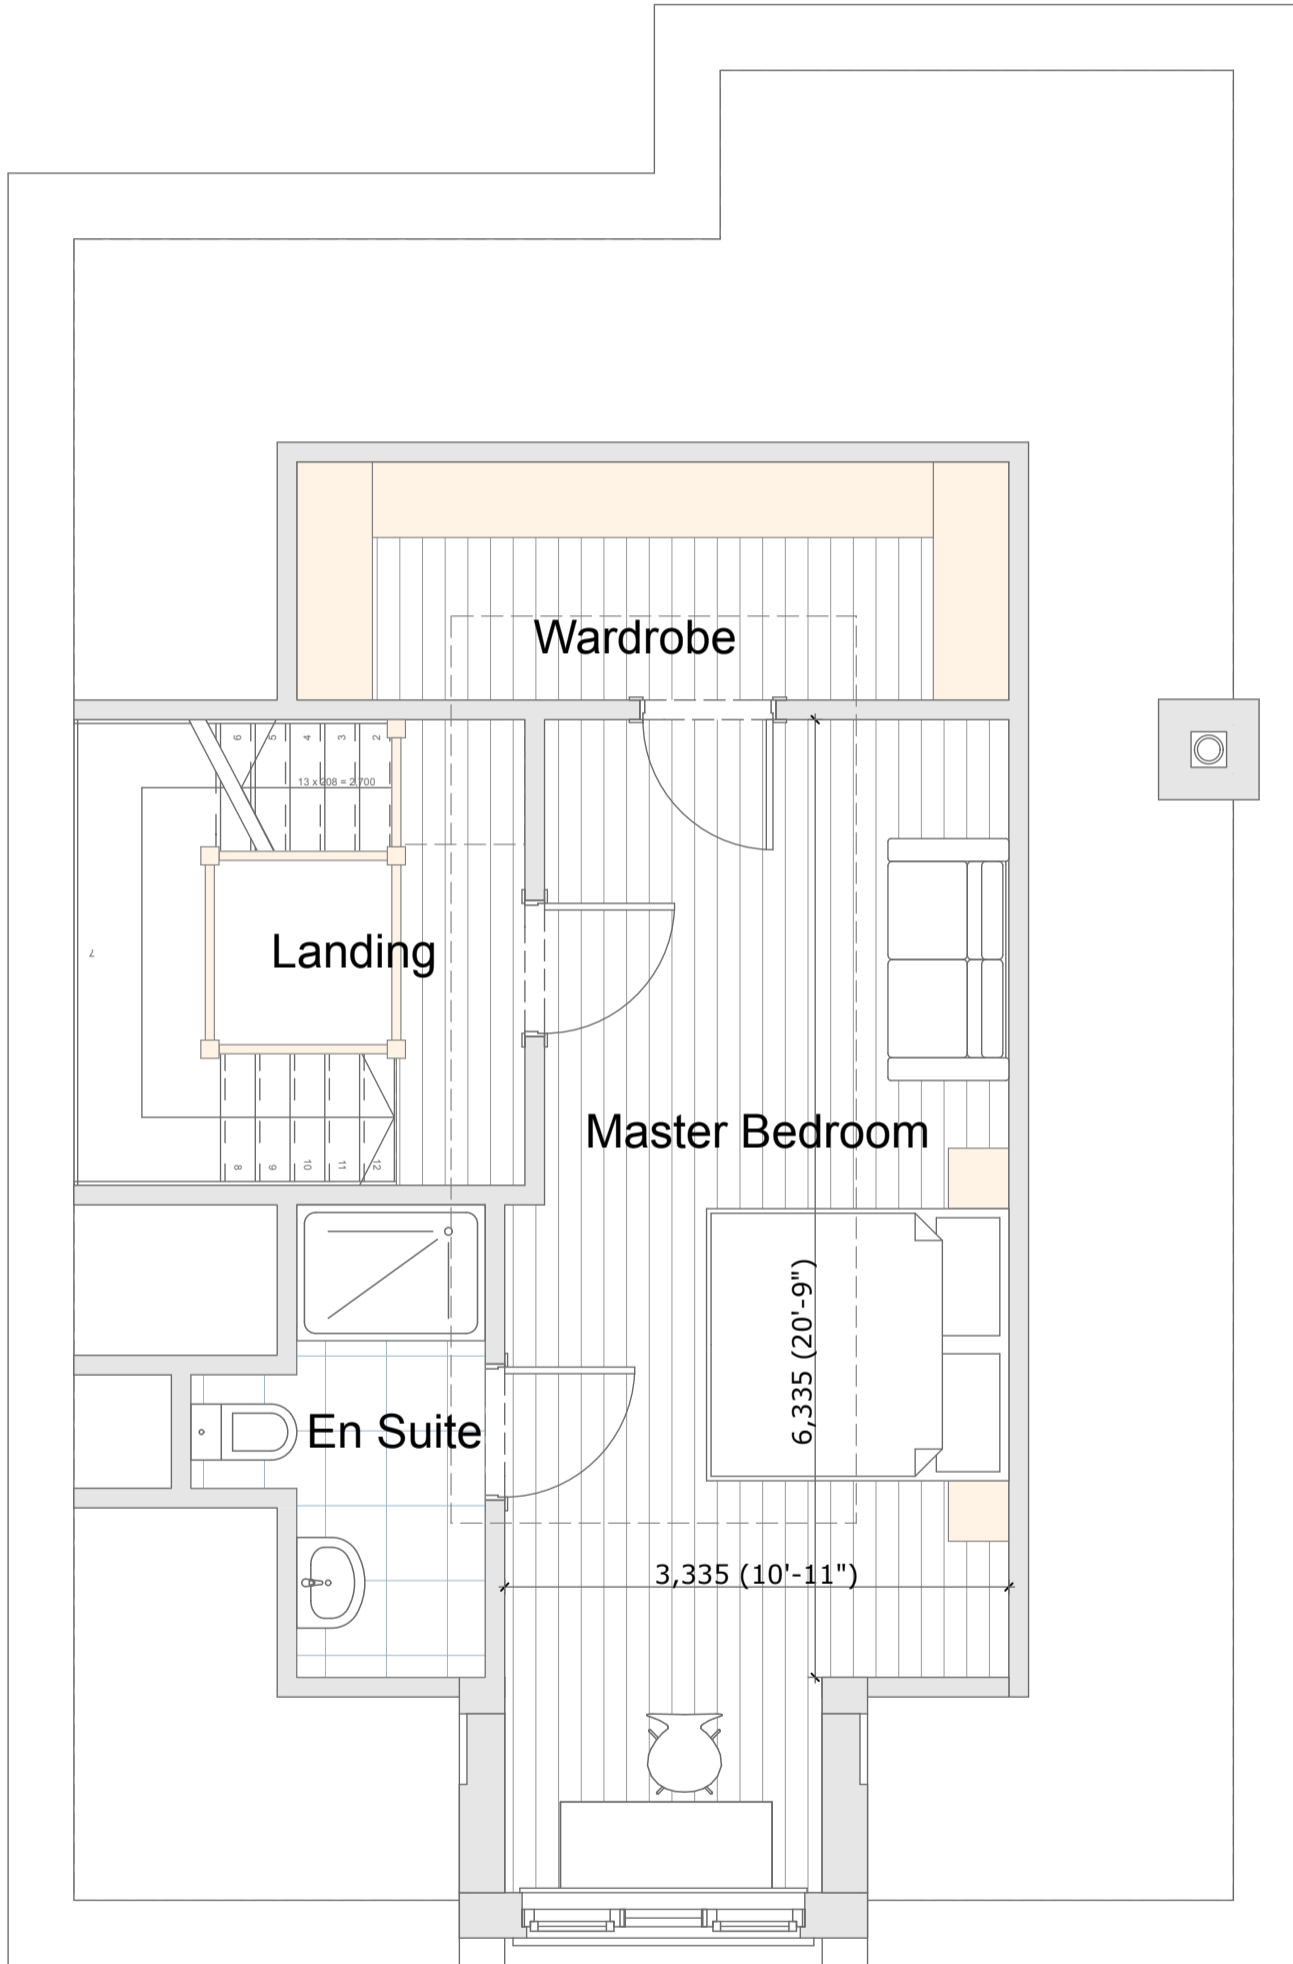 Wardrobe
6 5 4 3 2
13 x 208 = 2,700
Landing
7
Master Bedroom
8 9 10 11 12
6,335 (20'-9")
En Suite
3,335 (10'-11")